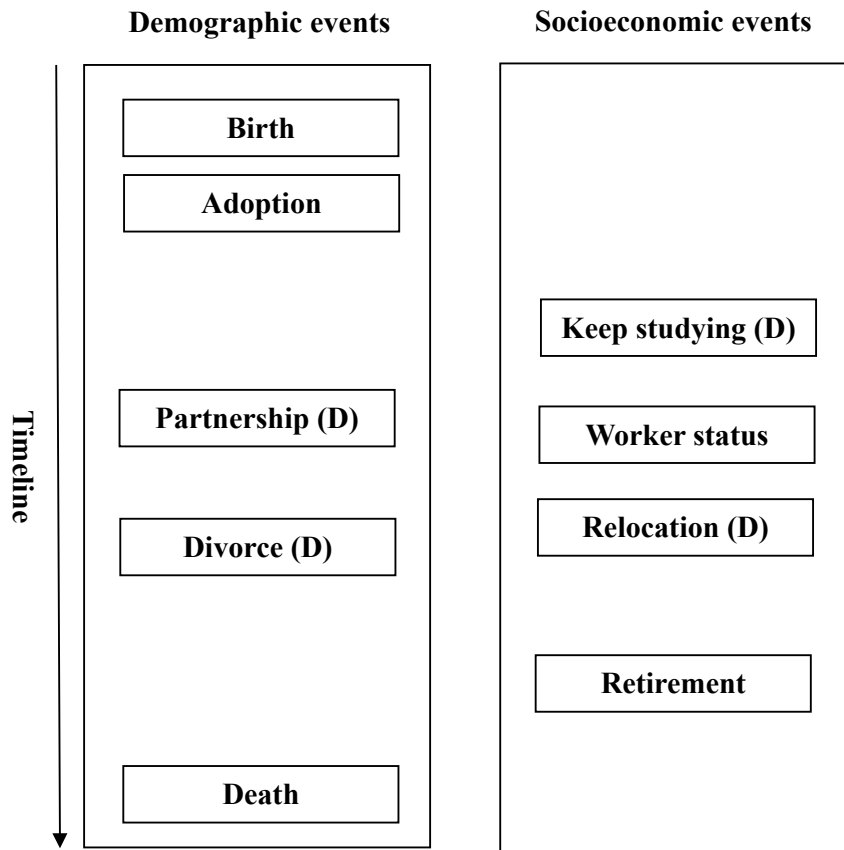 Demographic events
Socioeconomic events
Timeline
Birth
Adoption
Partnership (D)
Divorce (D)
Death
Keep studying (D)
Worker status
Relocation (D)
Retirement